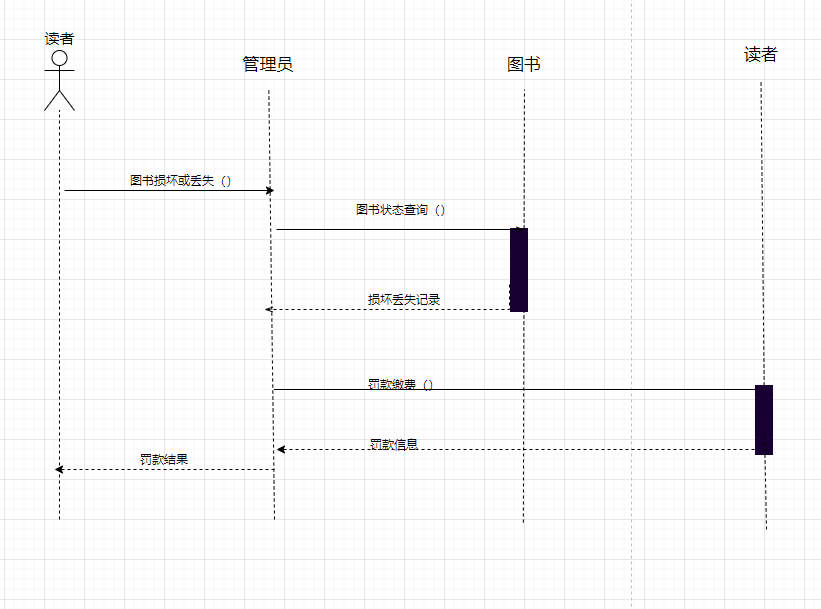 读者
管理员
图书
读者
图书损坏或丢失（）
图书状态查询（）
损坏丢失记录
罚款缴费（）
罚款信息
罚款结果